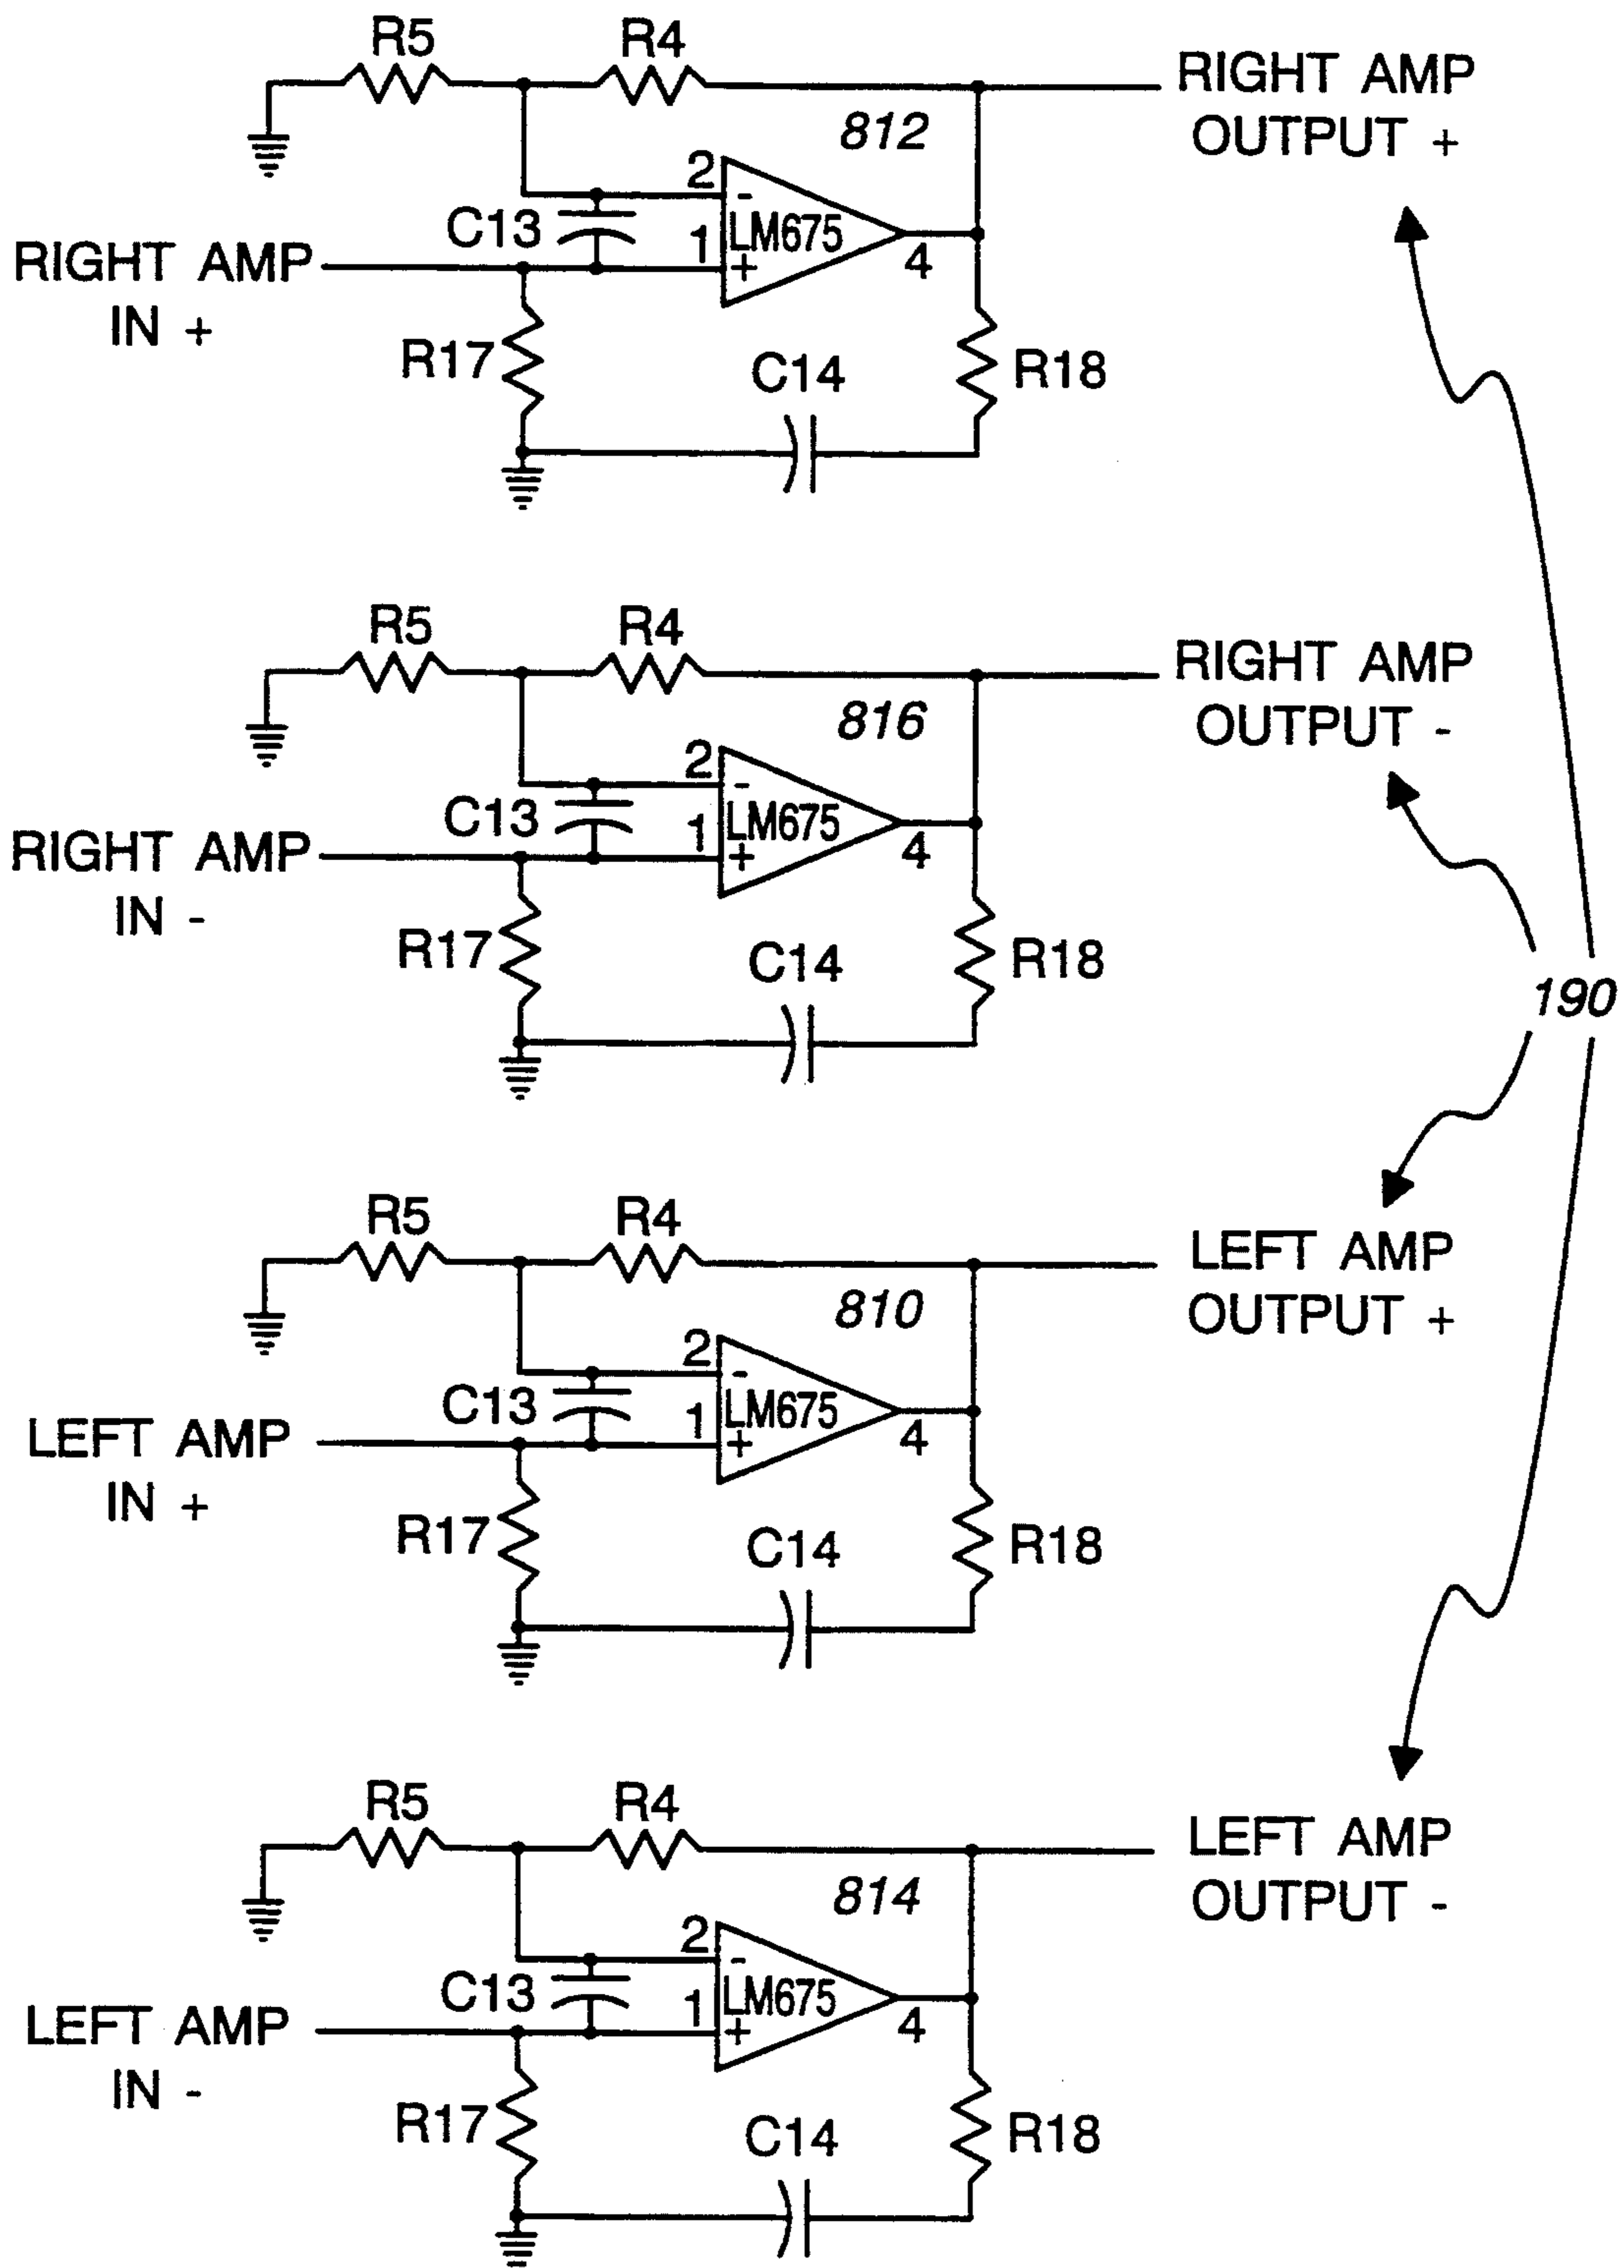 R5 R4
RIGHT AMP
OUTPUT +
812
2
-
C13
LM675
1
+
4
RIGHT AMP
IN +
R17
C14
R18
R5 R4
RIGHT AMP
OUTPUT -
816
2
-
C13
LM675
1
+
4
RIGHT AMP
IN -
R17
C14
R18
190
R5 R4
LEFT AMP
OUTPUT +
810
2
-
C13
LM675
1
+
4
LEFT AMP
IN +
R17
C14
R18
R5 R4
LEFT AMP
OUTPUT -
814
2
-
C13
LM675
1
+
4
LEFT AMP
IN -
R17
C14
R18